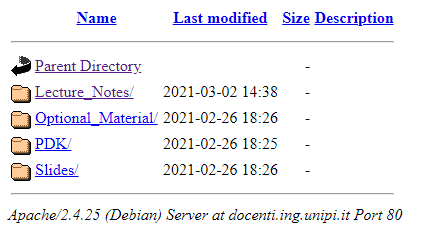 Name Last modified Size Description
Parent Directory -
Lecture_Notes/ 2021-03-02 14:38 -
Optional_Material/ 2021-02-26 18:26 -
PDK/ 2021-02-26 18:25 -
Slides/ 2021-02-26 18:26 -
Apache/2.4.25 (Debian) Server at docenti.ing.unipi.it Port 80